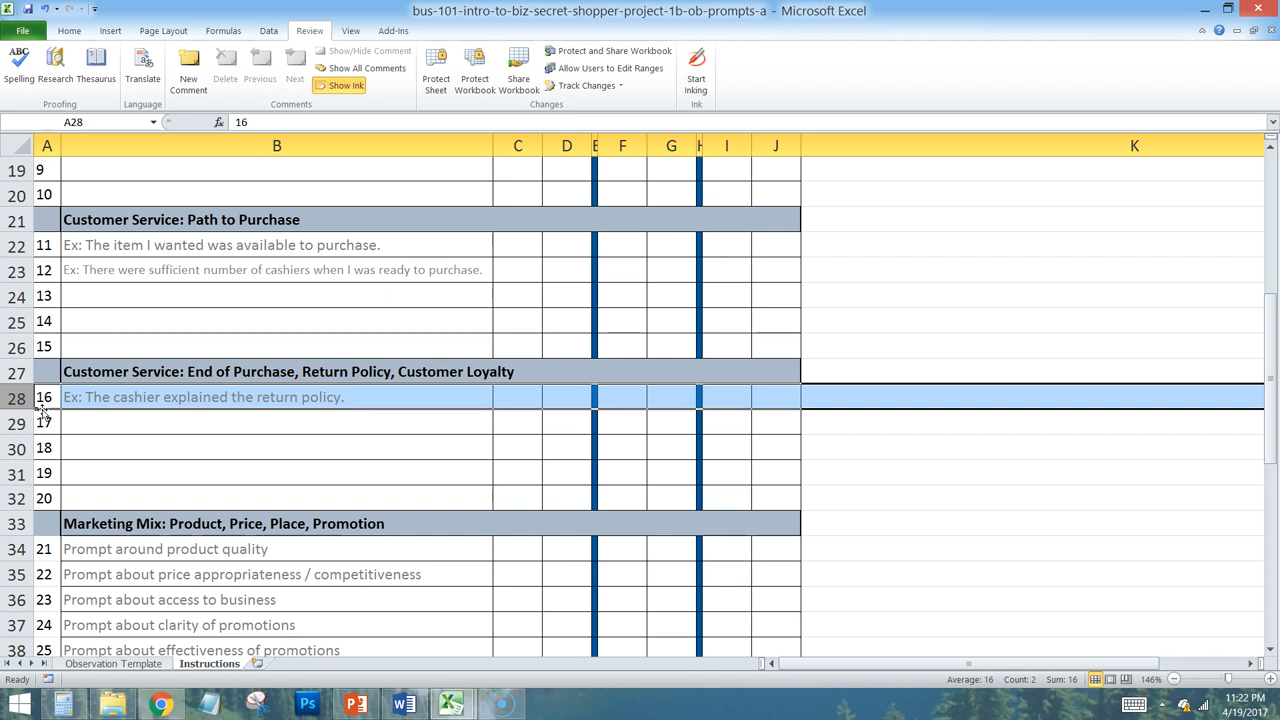 bus-101-intro-to-biz-secret-shopper-project-1b-ob-prompts-a - Microsoft Excel
File Home Insert Page Layout Formulas Data Review View Add-Ins
Show/Hide Comment Protect and Share Workbook
Show All Comments Allow Users to Edit Ranges
Show Ink Track Changes
Spelling Research Thesaurus Translate New Comment Delete Previous Next Protect Sheet Protect Workbook Share Workbook Start Inking
Proofing Language Comments Changes Ink
A28 fx 16
A B C D E F G H I J K
19 9
20 10
21 Customer Service: Path to Purchase
22 11 Ex: The item I wanted was available to purchase.
23 12 Ex: There were sufficient number of cashiers when I was ready to purchase.
24 13
25 14
26 15
27 Customer Service: End of Purchase, Return Policy, Customer Loyalty
28 16 Ex: The cashier explained the return policy.
29 17
30 18
31 19
32 20
33 Marketing Mix: Product, Price, Place, Promotion
34 21 Prompt around product quality
35 22 Prompt about price appropriateness / competitiveness
36 23 Prompt about access to business
37 24 Prompt about clarity of promotions
38 25 Prompt about effectiveness of promotions
Observation Template Instructions
Ready Average: 16 Count: 2 Sum: 16 146%
11:22 PM
4/19/2017